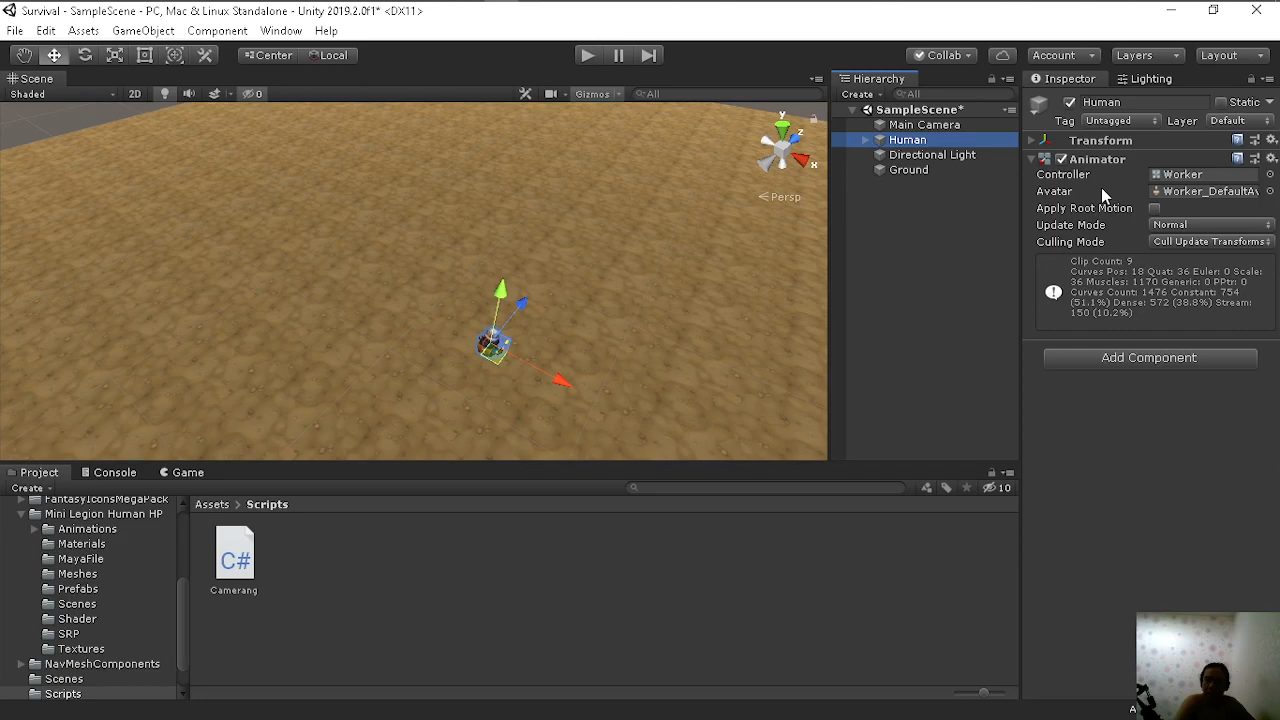 Survival - SampleScene - PC, Mac & Linux Standalone - Unity 2019.2.0f1* <DX11>
File Edit Assets GameObject Component Window Help
Center Local Collab Account Layers Layout
Scene
Shaded 2D 0 Gizmos All
y
z
x
Persp
Hierarchy
Create All
SampleScene*
Main Camera
Human
Directional Light
Ground
Inspector Lighting
Human Static
Tag Untagged Layer Default
Transform
Animator
Controller Worker
Avatar Worker_DefaultAv
Apply Root Motion
Update Mode Normal
Culling Mode Cull Update Transforms
Clip Count: 9
Curves Pos: 18 Quat: 36 Euler: 0 Scale:
36 Muscles: 1170 Generic: 0 PPtr: 0
Curves Count: 1476 Constant: 754
(51.1%) Dense: 572 (38.8%) Stream:
150 (10.2%)
Add Component
Project Console Game
Create 10
FantasyIconsMegaPack
Mini Legion Human HP
Animations
Materials
MayaFile
Meshes
Prefabs
Scenes
Shader
SRP
Textures
NavMeshComponents
Scenes
Scripts
Assets > Scripts
C#
Camerang
A